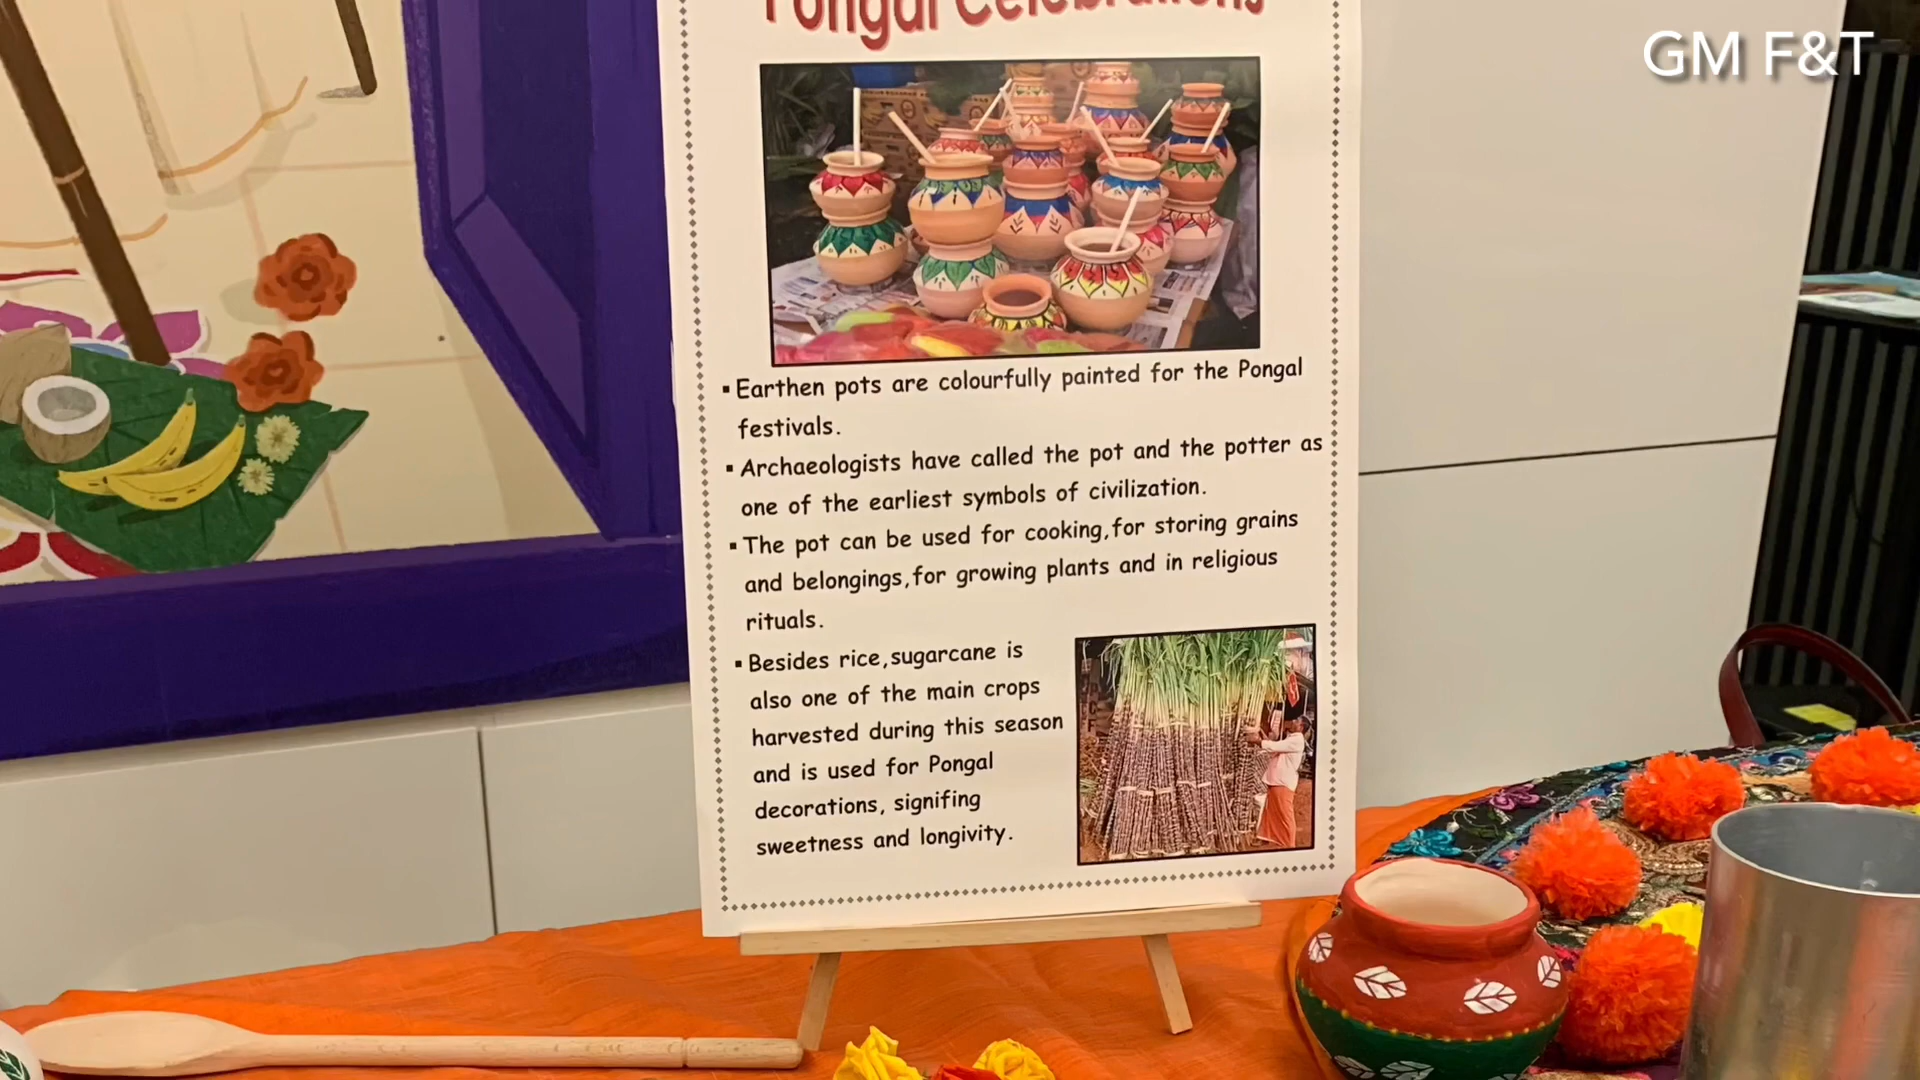 Pongal Celebrations
GM F&T
▪ Earthen pots are colourfully painted for the Pongal
festivals.
▪ Archaeologists have called the pot and the potter as
one of the earliest symbols of civilization.
▪ The pot can be used for cooking,for storing grains
and belongings,for growing plants and in religious
rituals.
▪ Besides rice,sugarcane is
also one of the main crops
harvested during this season
and is used for Pongal
decorations, signifing
sweetness and longivity.